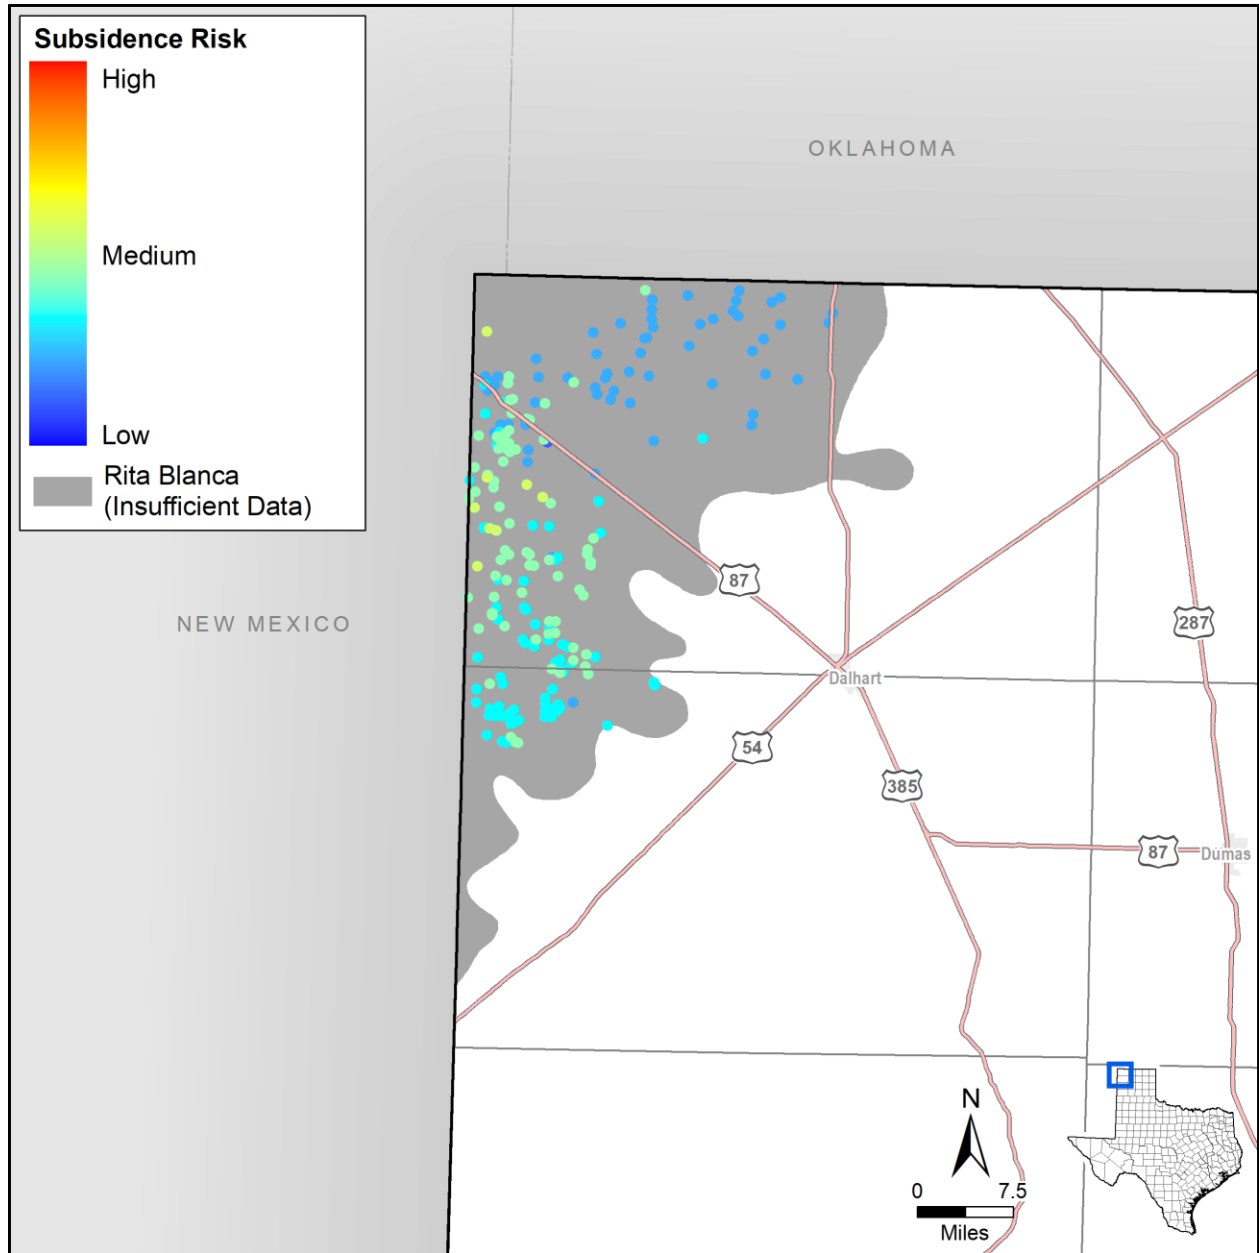 Subsidence Risk
High
Medium
Low
Rita Blanca
(Insufficient Data)
OKLAHOMA
NEW MEXICO
87
287
Dalhart
54
385
87
Dumas
N
0 7.5
Miles